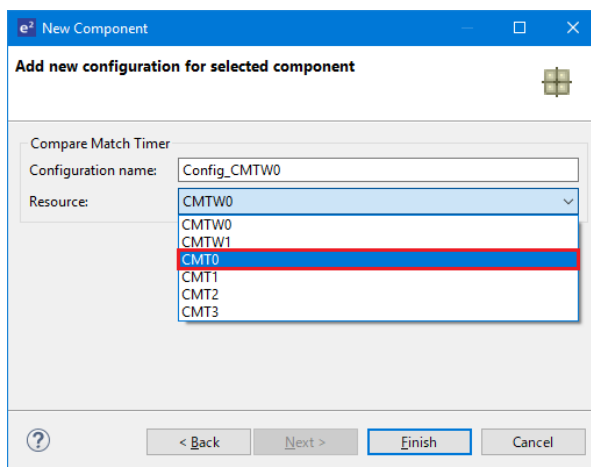 e² New Component
Add new configuration for selected component
Compare Match Timer
Configuration name: Config_CMTW0
Resource: CMTW0
CMTW0
CMTW1
CMT0
CMT1
CMT2
CMT3
? < Back Next > Finish Cancel